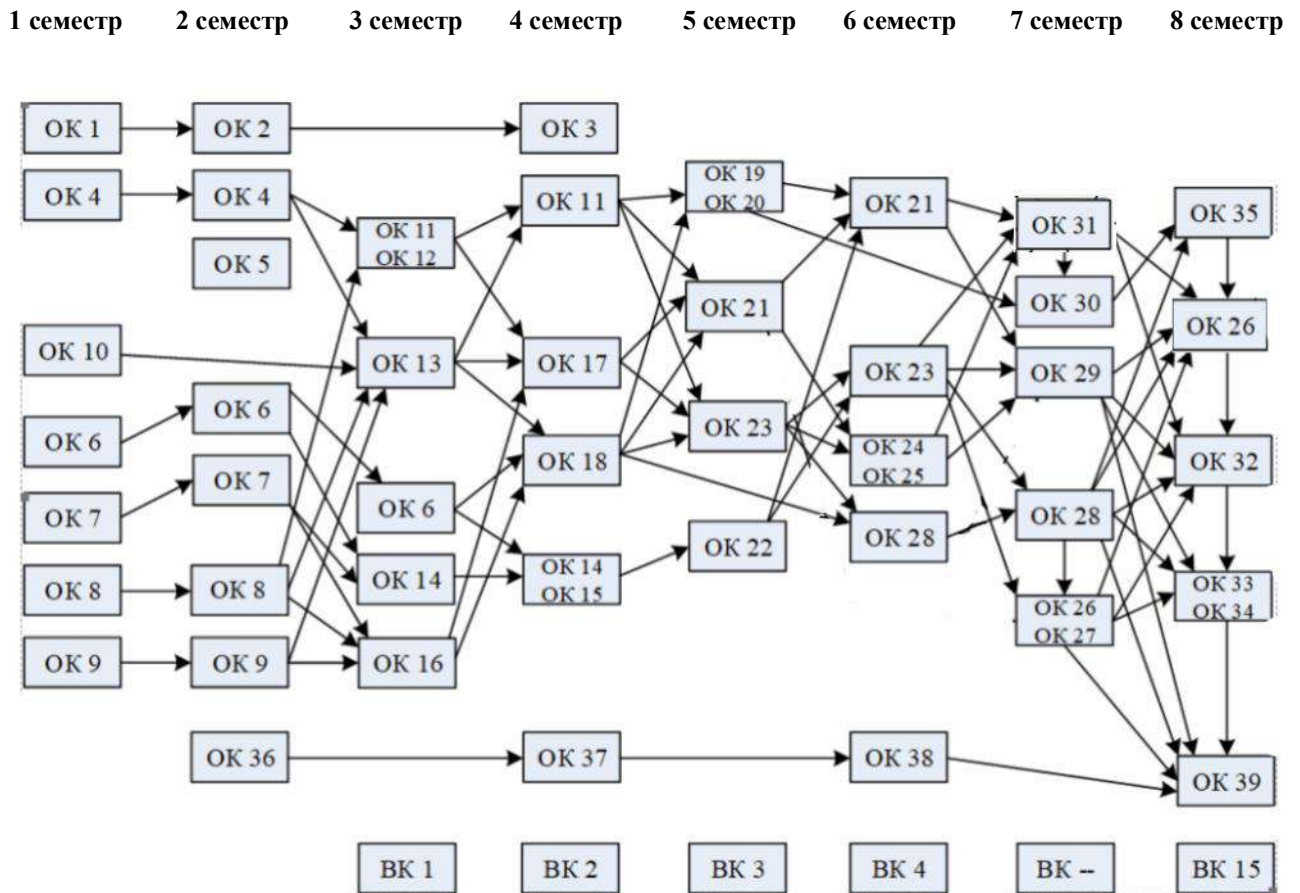 1 семестр 2 семестр 3 семестр 4 семестр 5 семестр 6 семестр 7 семестр 8 семестр
ОК 1
ОК 4
ОК 10
ОК 6
ОК 7
ОК 8
ОК 9
ОК 2
ОК 4
ОК 5
ОК 6
ОК 7
ОК 8
ОК 9
ОК 36
ОК 11
ОК 12
ОК 13
ОК 6
ОК 14
ОК 16
ВК 1
ОК 3
ОК 11
ОК 17
ОК 18
ОК 14
ОК 15
ОК 37
ВК 2
ОК 19
ОК 20
ОК 21
ОК 23
ОК 22
ВК 3
ОК 21
ОК 23
ОК 24
ОК 25
ОК 28
ОК 38
ВК 4
ОК 31
ОК 30
ОК 29
ОК 28
ОК 26
ОК 27
ВК --
ОК 35
ОК 26
ОК 32
ОК 33
ОК 34
ОК 39
ВК 15